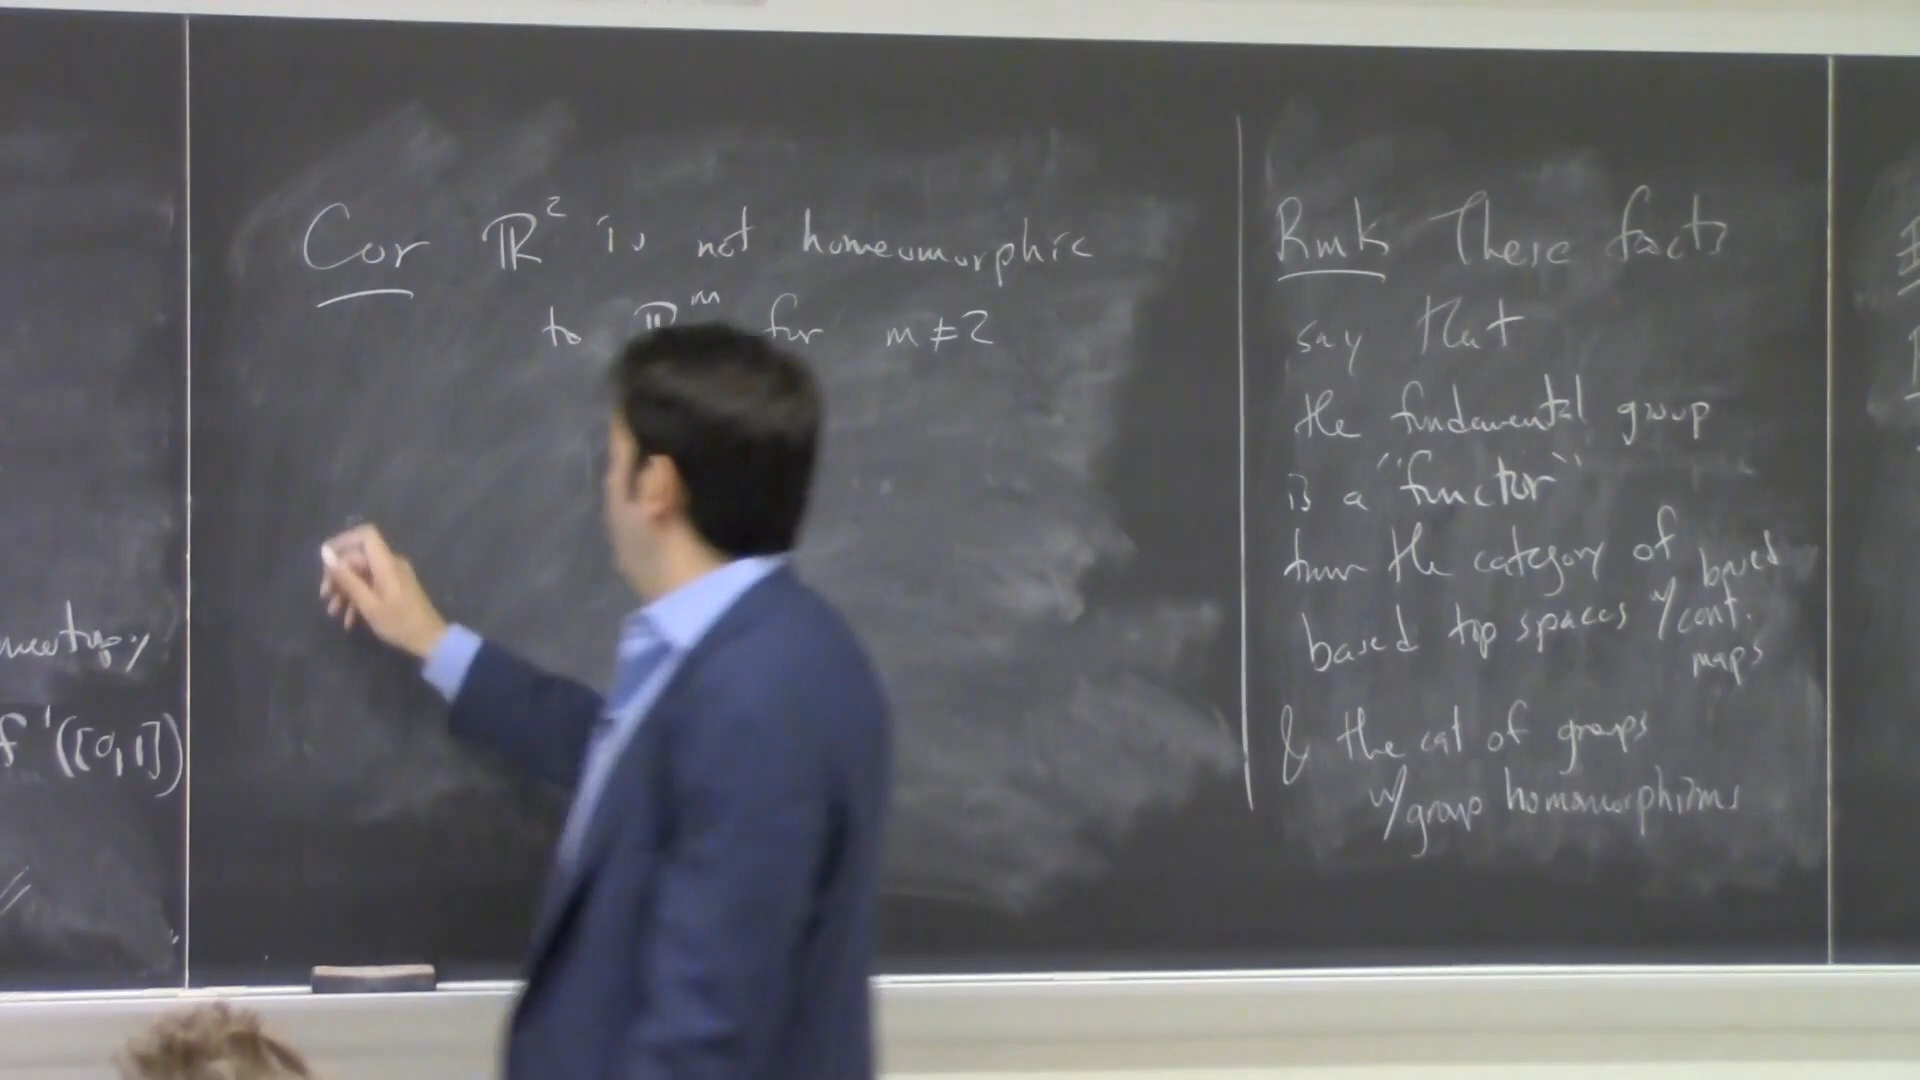 Cor ℝ² is not homeomorphic
to ℝᵐ for m≠2
Rmk These facts
say that
the fundamental group
is a "functor"
from the category of
based top spaces w/ based cont. maps
& the cat of groups
w/ group homomorphisms
f⁻¹([0,1])